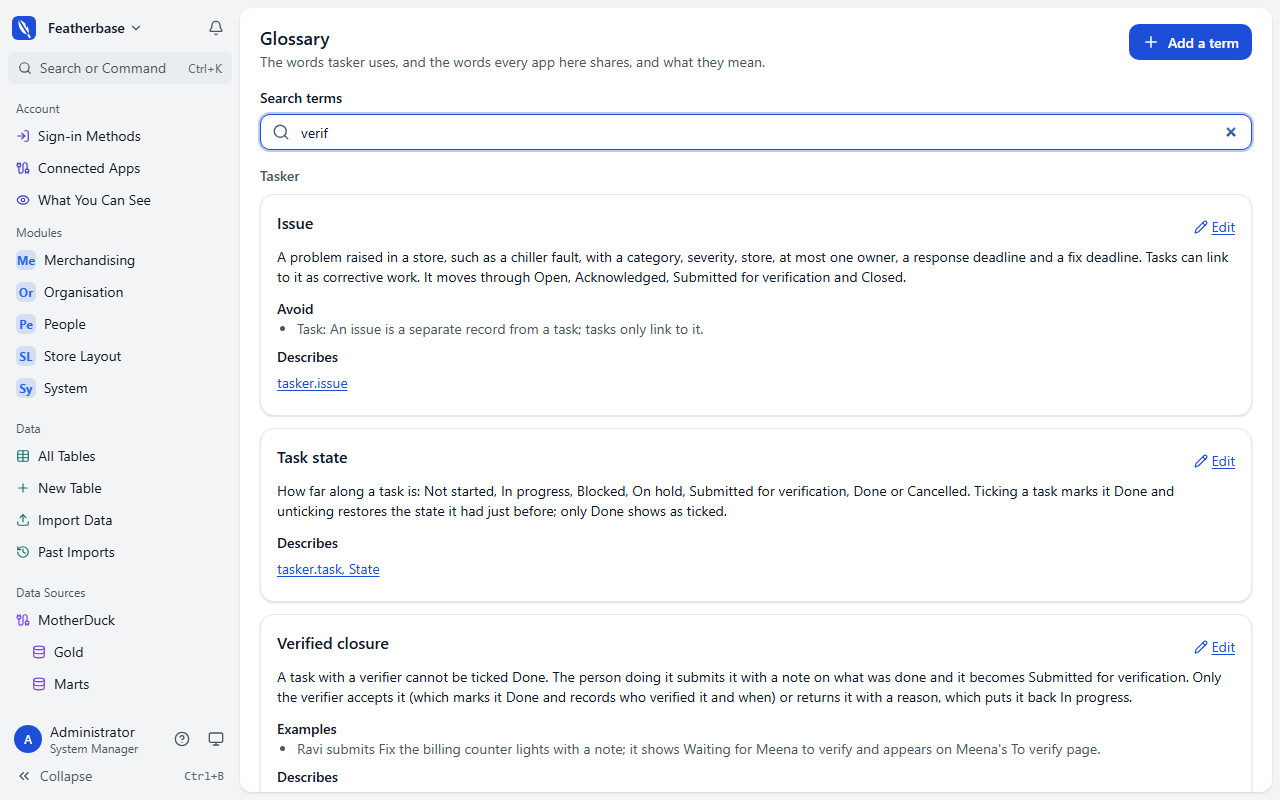 Featherbase
Search or Command Ctrl+K
Account
Sign-in Methods
Connected Apps
What You Can See
Modules
Me Merchandising
Or Organisation
Pe People
SL Store Layout
Sy System
Data
All Tables
New Table
Import Data
Past Imports
Data Sources
MotherDuck
Gold
Marts
A Administrator
System Manager
Collapse Ctrl+B
Glossary
The words tasker uses, and the words every app here shares, and what they mean.
Add a term
Search terms
verif
Tasker
Issue
Edit
A problem raised in a store, such as a chiller fault, with a category, severity, store, at most one owner, a response deadline and a fix deadline. Tasks can link
to it as corrective work. It moves through Open, Acknowledged, Submitted for verification and Closed.
Avoid
• Task: An issue is a separate record from a task; tasks only link to it.
Describes
tasker.issue
Task state
Edit
How far along a task is: Not started, In progress, Blocked, On hold, Submitted for verification, Done or Cancelled. Ticking a task marks it Done and
unticking restores the state it had just before; only Done shows as ticked.
Describes
tasker.task, State
Verified closure
Edit
A task with a verifier cannot be ticked Done. The person doing it submits it with a note on what was done and it becomes Submitted for verification. Only
the verifier accepts it (which marks it Done and records who verified it and when) or returns it with a reason, which puts it back In progress.
Examples
• Ravi submits Fix the billing counter lights with a note; it shows Waiting for Meena to verify and appears on Meena's To verify page.
Describes